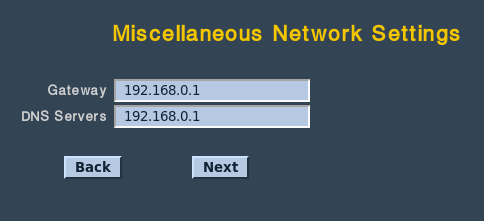 Miscellaneous Network Settings
Gateway 192.168.0.1
DNS Servers 192.168.0.1
Back Next